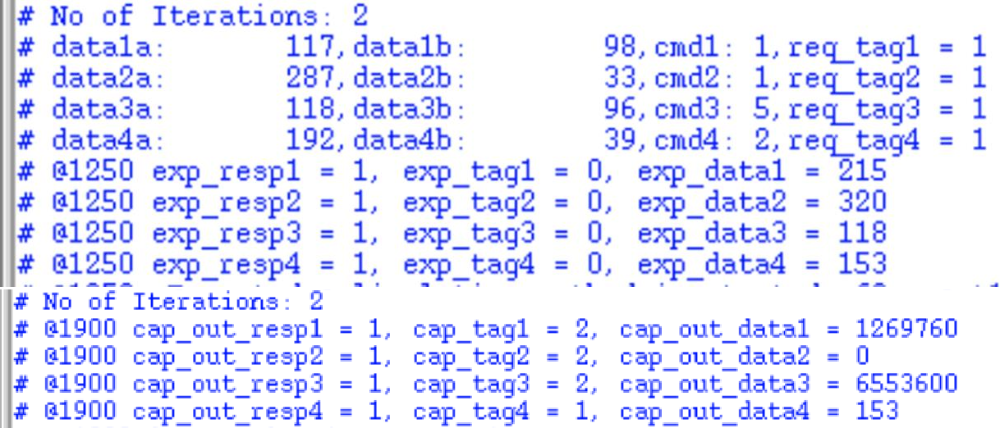 # No of Iterations: 2
# data1a: 117,data1b: 98,cmd1: 1,req_tag1 = 1
# data2a: 287,data2b: 33,cmd2: 1,req_tag2 = 1
# data3a: 118,data3b: 96,cmd3: 5,req_tag3 = 1
# data4a: 192,data4b: 39,cmd4: 2,req_tag4 = 1
# @1250 exp_resp1 = 1, exp_tag1 = 0, exp_data1 = 215
# @1250 exp_resp2 = 1, exp_tag2 = 0, exp_data2 = 320
# @1250 exp_resp3 = 1, exp_tag3 = 0, exp_data3 = 118
# @1250 exp_resp4 = 1, exp_tag4 = 0, exp_data4 = 153
# No of Iterations: 2
# @1900 cap_out_resp1 = 1, cap_tag1 = 2, cap_out_data1 = 1269760
# @1900 cap_out_resp2 = 1, cap_tag2 = 2, cap_out_data2 = 0
# @1900 cap_out_resp3 = 1, cap_tag3 = 2, cap_out_data3 = 6553600
# @1900 cap_out_resp4 = 1, cap_tag4 = 1, cap_out_data4 = 153